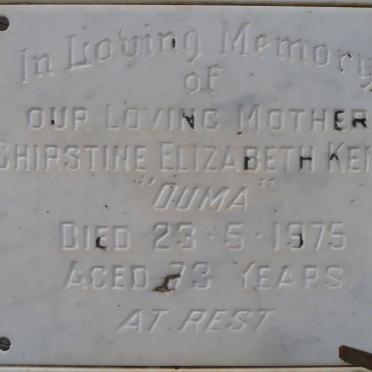 In Loving Memory
of
OUR LOVING MOTHER
CHIRSTINE ELIZABETH
"OUMA"
DIED 23·5·1975
AGED 73 YEARS
AT REST.